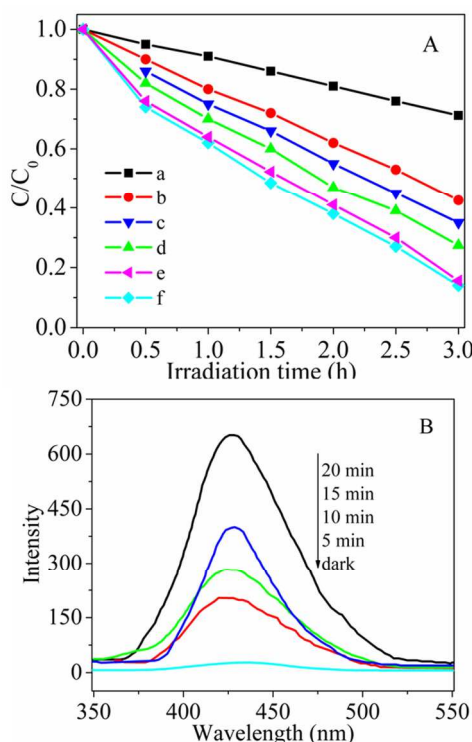 A
1.0
0.8
0.6
0.4
0.2
0.0
C/C0
a
b
c
d
e
f
0.0 0.5 1.0 1.5 2.0 2.5 3.0
Irradiation time (h)
B
750
600
450
300
150
0
Intensity
20 min
15 min
10 min
5 min
dark
350 400 450 500 550
Wavelength (nm)